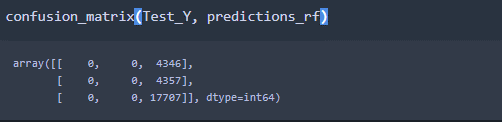 confusion_matrix(Test_Y, predictions_rf)
array([[    0,     0,  4346],
[    0,     0,  4357],
[    0,     0, 17707]], dtype=int64)